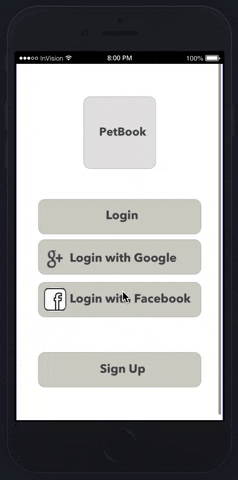 InVision 8:00 PM 100%
PetBook
Login
g+ Login with Google
f Login with Facebook
Sign Up